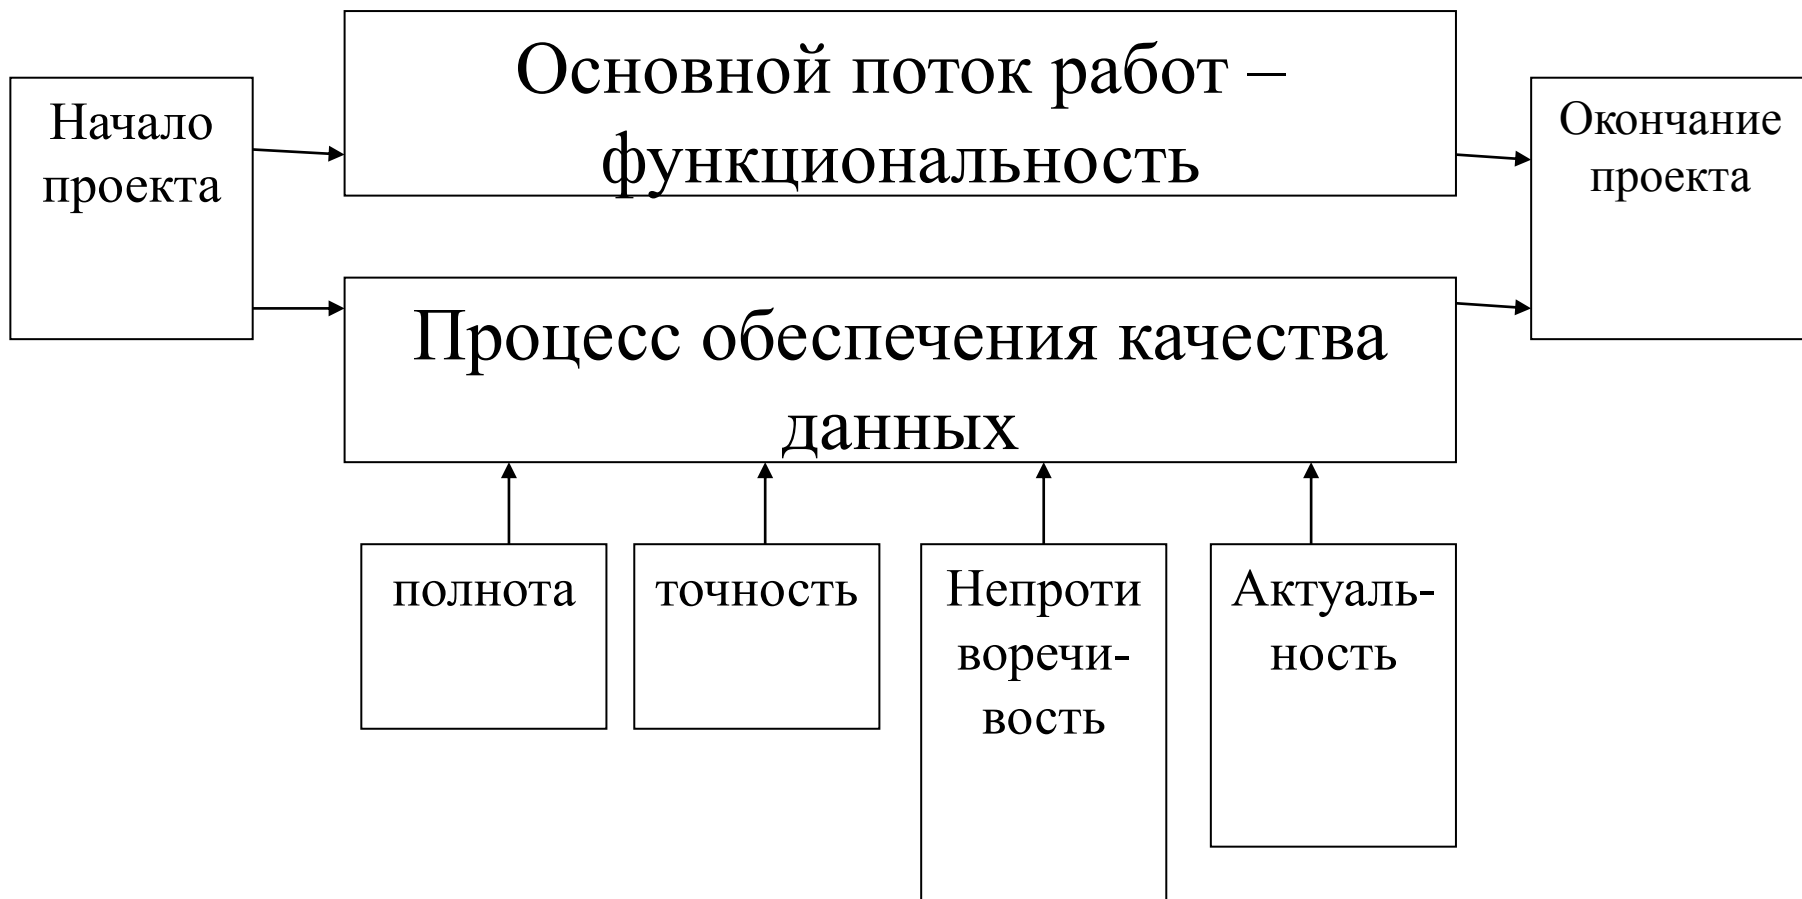 Основной поток работ –
функциональность
Начало
проекта
Окончание
проекта
Процесс обеспечения качества
данных
полнота
точность
Непроти
воречи-
вость
Актуаль-
ность